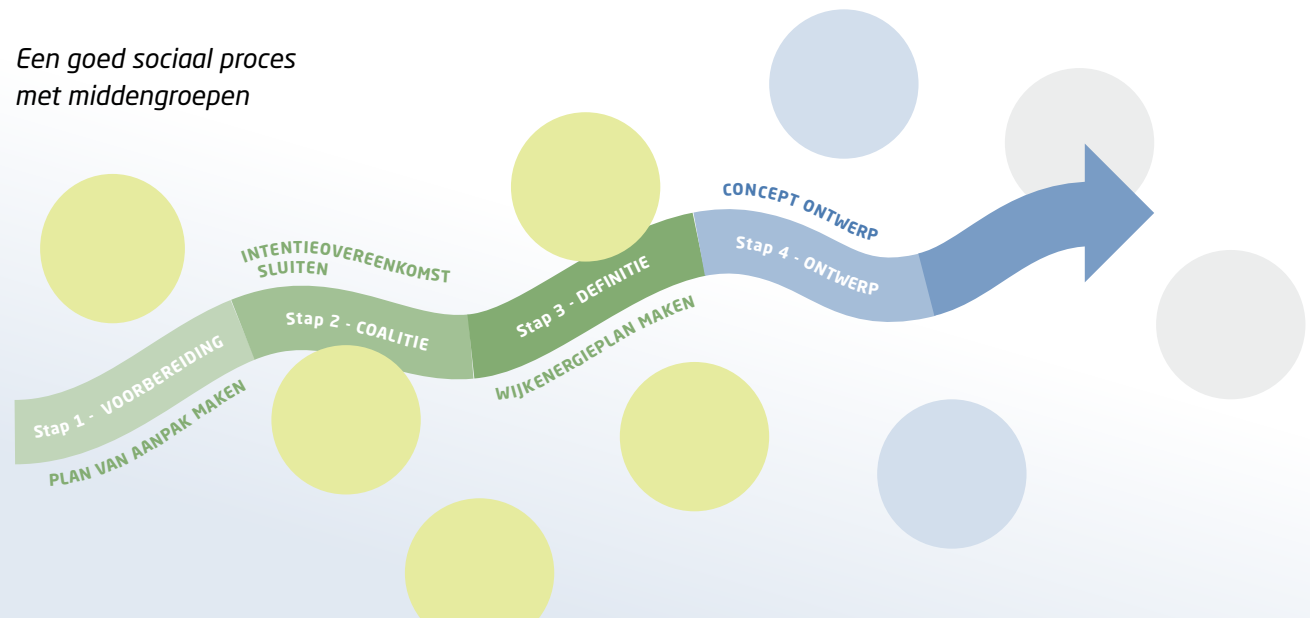 Een goed sociaal proces
met middengroepen
Stap 1 - VOORBEREIDING
PLAN VAN AANPAK MAKEN
INTENTIEOVEREENKOMST
SLUITEN
Stap 2 - COALITIE
Stap 3 - DEFINITIE
WIJKENERGIEPLAN MAKEN
CONCEPT ONTWERP
Stap 4 - ONTWERP